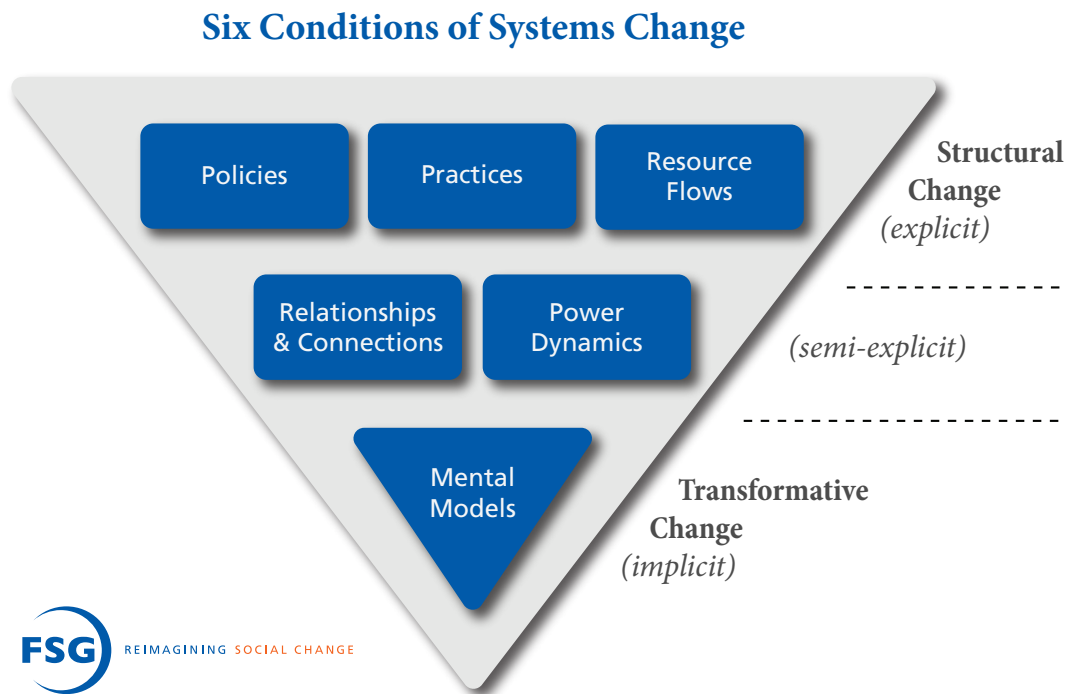 Six Conditions of Systems Change
Policies
Practices
Resource
Flows
Structural
Change
(explicit)
Relationships
& Connections
Power
Dynamics
(semi-explicit)
Mental
Models
Transformative
Change
(implicit)
FSG
REIMAGINING SOCIAL CHANGE